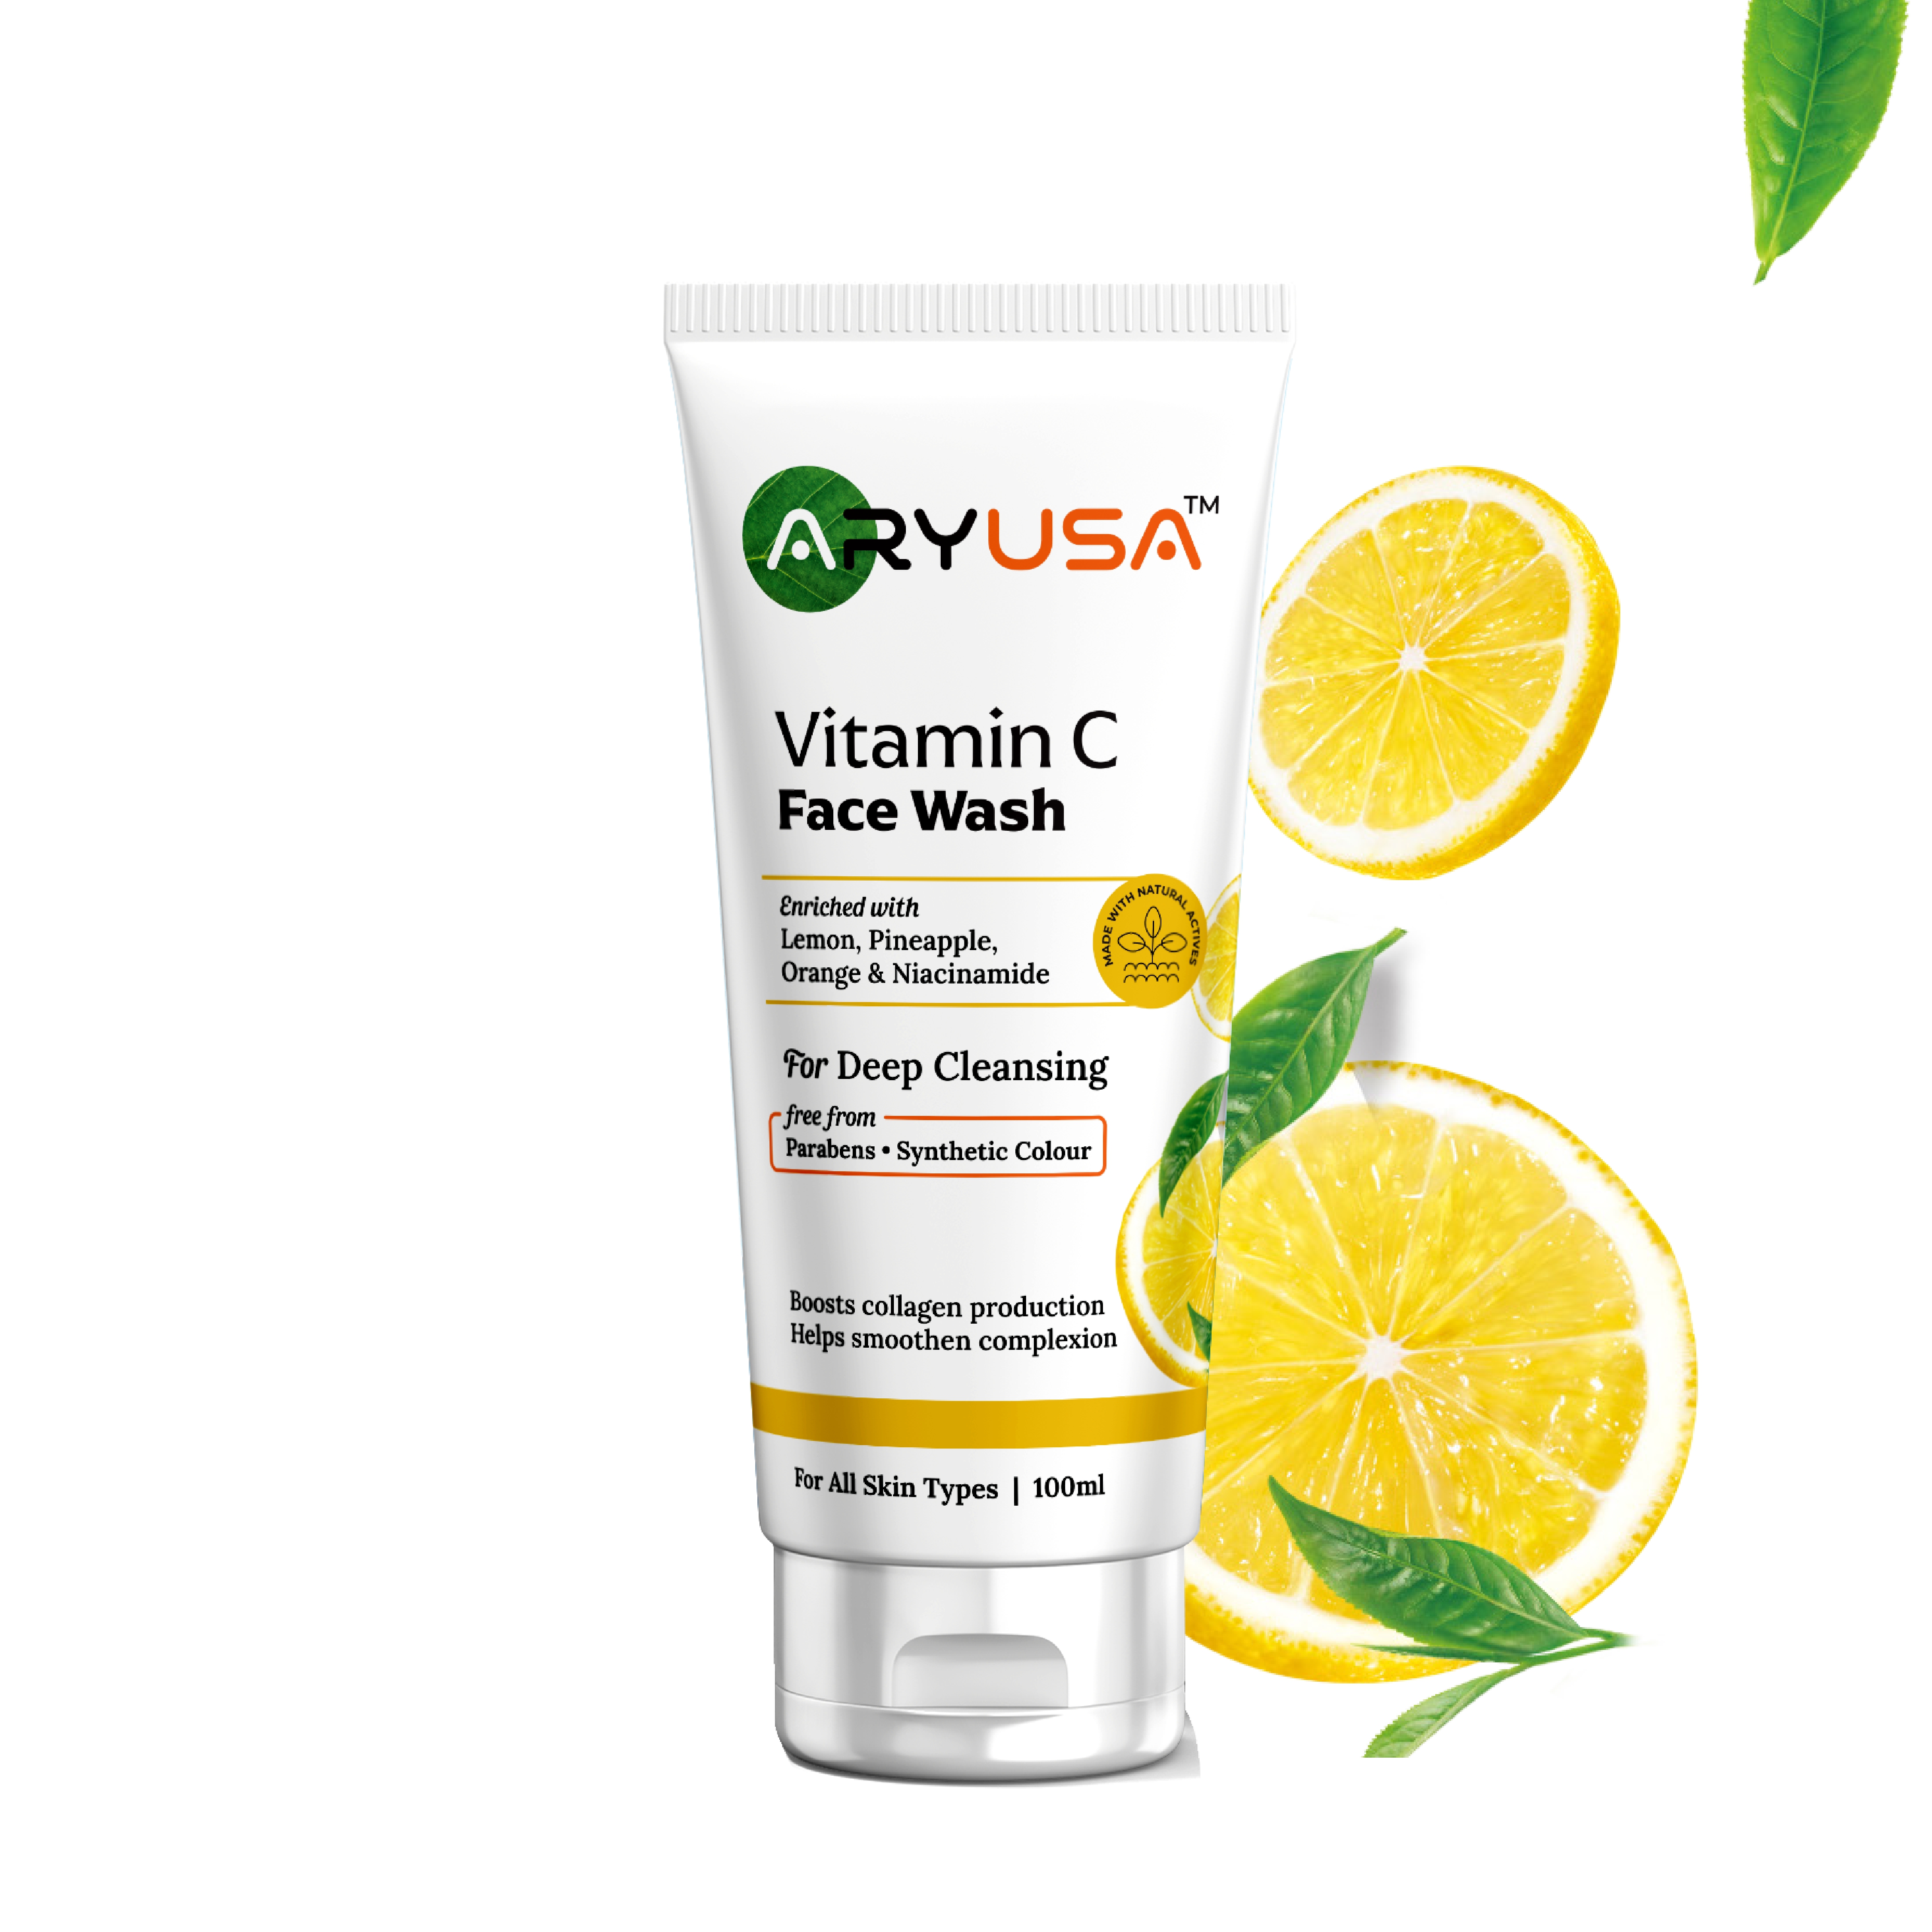 ARYUSA™
Vitamin C
Face Wash
Enriched with
Lemon, Pineapple,
Orange & Niacinamide
MADE WITH NATURAL ACTIVES
For Deep Cleansing
free from
Parabens • Synthetic Colour
Boosts collagen production
Helps smoothen complexion
For All Skin Types | 100ml